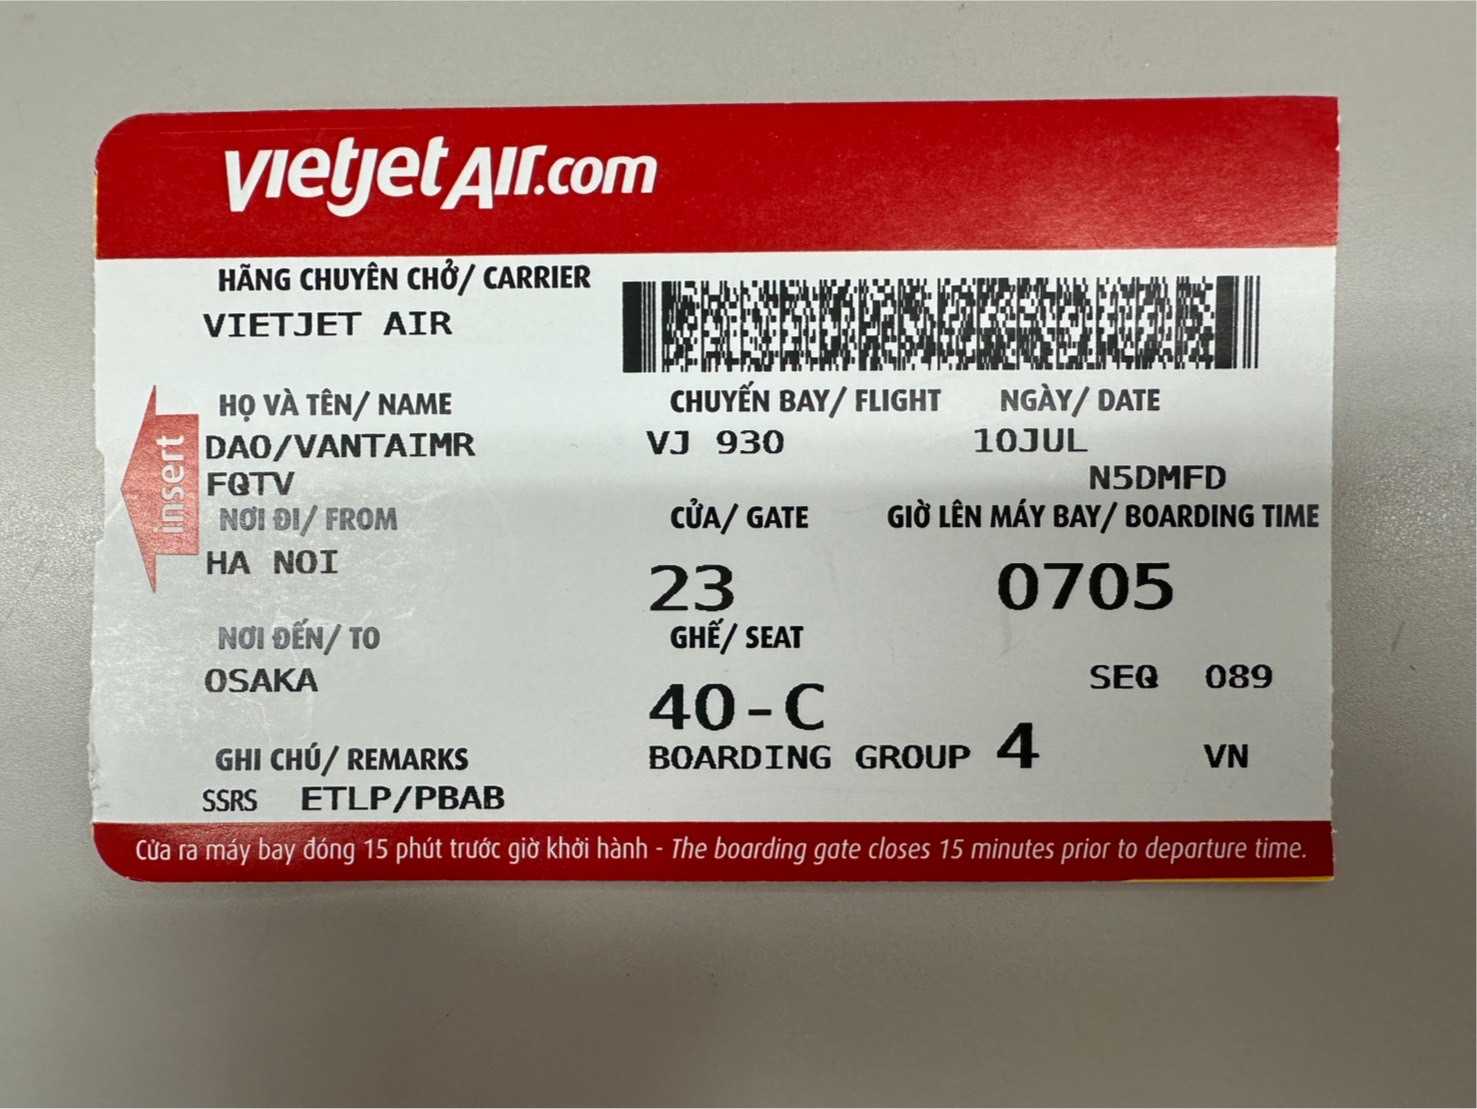 vietjetAir.com
HÃNG CHUYÊN CHỞ/ CARRIER
VIETJET AIR
HỌ VÀ TÊN/ NAME CHUYẾN BAY/ FLIGHT NGÀY/ DATE
DAO/VANTAIMR VJ 930 10JUL
FQTV N5DMFD
NƠI ĐI/ FROM CỬA/ GATE GIỜ LÊN MÁY BAY/ BOARDING TIME
HA NOI 23 0705
NƠI ĐẾN/ TO GHẾ/ SEAT
OSAKA 40-C SEQ 089
GHI CHÚ/ REMARKS BOARDING GROUP 4 VN
SSRS ETLP/PBAB
Cửa ra máy bay đóng 15 phút trước giờ khởi hành - The boarding gate closes 15 minutes prior to departure time.
insert